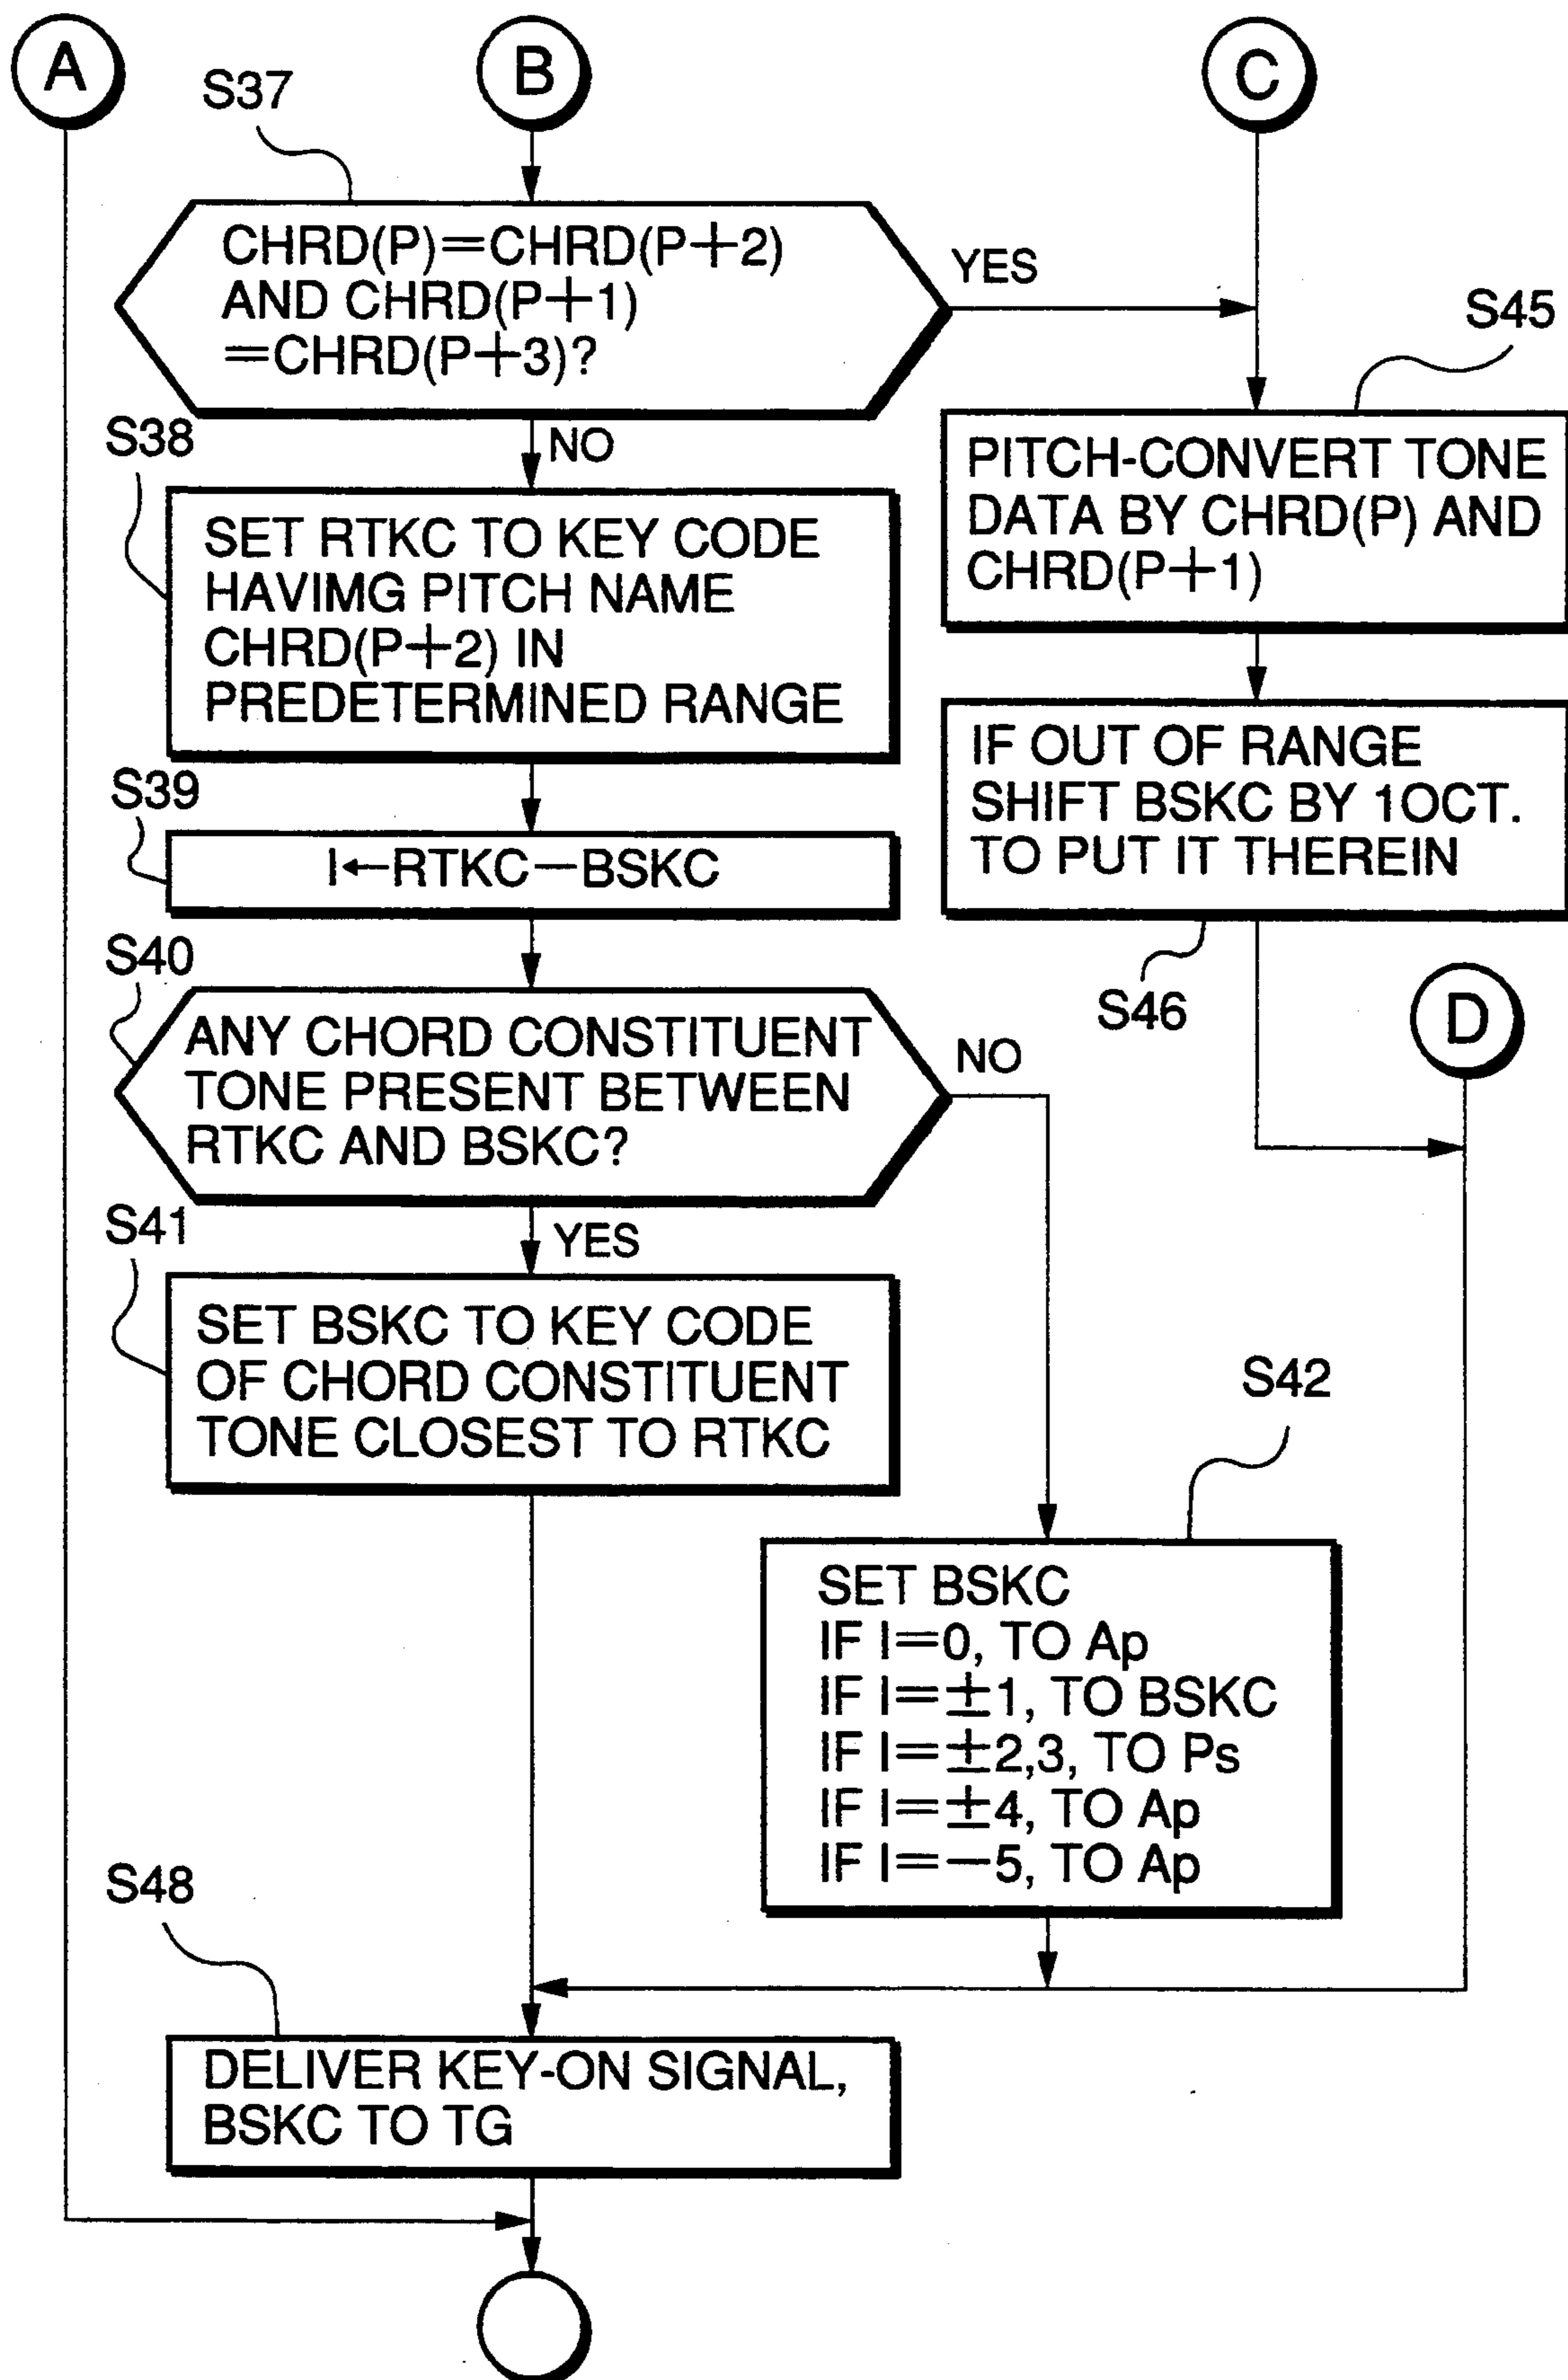 A
B
C
S37
CHRD(P)=CHRD(P+2)
AND CHRD(P+1)
=CHRD(P+3)?
YES
NO
S38
SET RTKC TO KEY CODE
HAVIMG PITCH NAME
CHRD(P+2) IN
PREDETERMINED RANGE
S45
PITCH-CONVERT TONE
DATA BY CHRD(P) AND
CHRD(P+1)
S39
I←RTKC−BSKC
IF OUT OF RANGE
SHIFT BSKC BY 1OCT.
TO PUT IT THEREIN
S46
D
S40
ANY CHORD CONSTITUENT
TONE PRESENT BETWEEN
RTKC AND BSKC?
NO
YES
S41
SET BSKC TO KEY CODE
OF CHORD CONSTITUENT
TONE CLOSEST TO RTKC
S42
SET BSKC
IF I=0, TO Ap
IF I=±1, TO BSKC
IF I=±2,3, TO Ps
IF I=±4, TO Ap
IF I=−5, TO Ap
S48
DELIVER KEY-ON SIGNAL,
BSKC TO TG